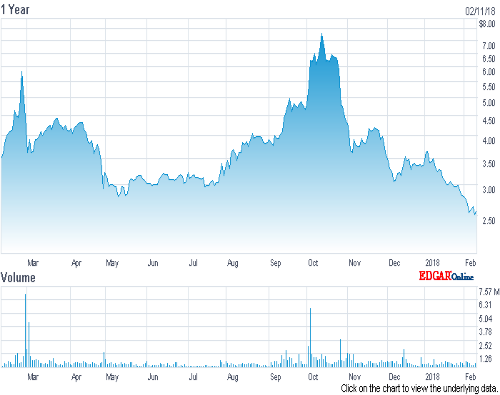 1 Year 02/11/18
$8.00
7.00
6.50
6.00
5.50
5.00
4.50
4.00
3.50
3.00
2.50
Mar Apr May Jun Jul Aug Sep Oct Nov Dec 2018 Feb
EDGAR Online
Volume
7.57 M
6.31
5.04
3.78
2.52
1.26
Mar Apr May Jun Jul Aug Sep Oct Nov Dec 2018 Feb
Click on the chart to view the underlying data.